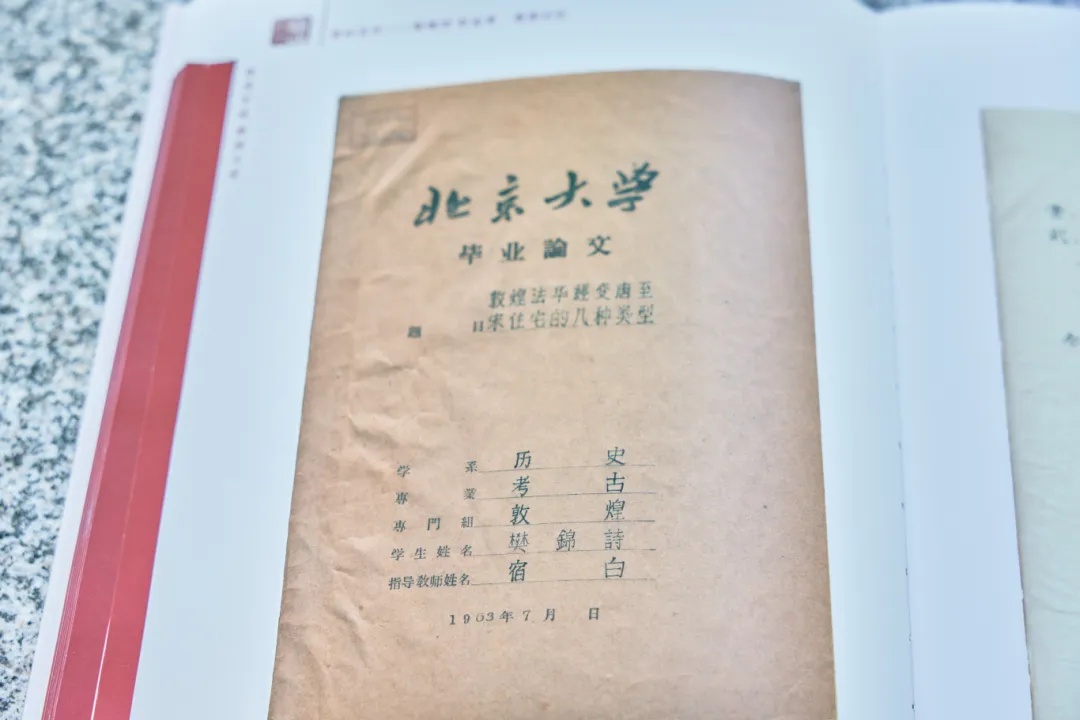 北京大学
毕业論文
敦煌法华經变唐至
題 目宋住宅的几种类型
学 系 历 史
專 業 考 古
專 門 組 敦 煌
学生姓名 樊 錦 詩
指导教师姓名 宿 白
1963年7月 日